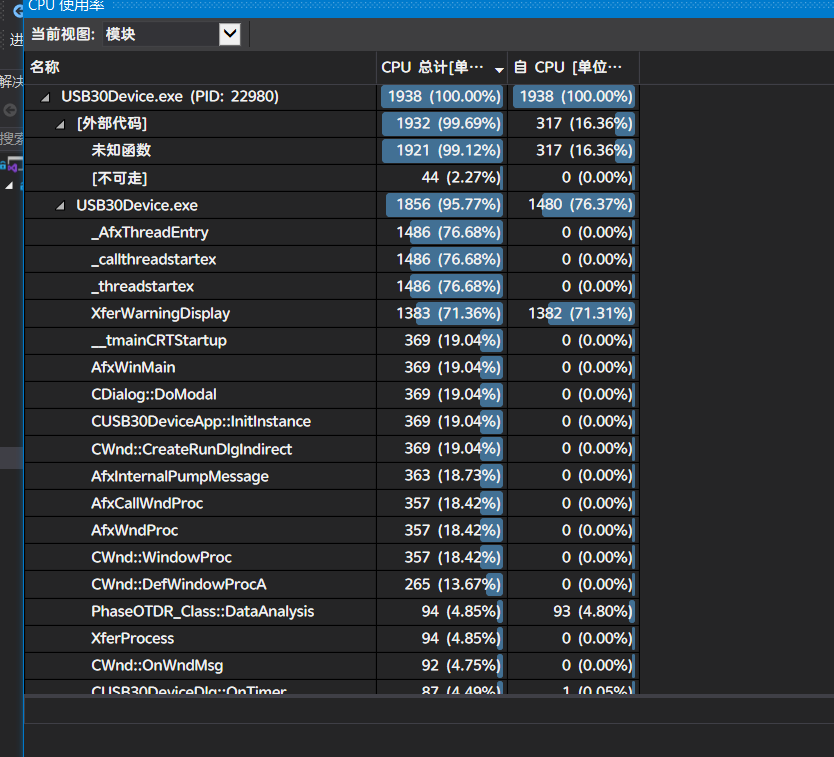 CPU 使用率
当前视图: 模块
进
解决
搜索
名称 CPU 总计[单… 自 CPU [单位…
USB30Device.exe (PID: 22980) 1938 (100.00%) 1938 (100.00%)
[外部代码] 1932 (99.69%) 317 (16.36%)
未知函数 1921 (99.12%) 317 (16.36%)
[不可走] 44 (2.27%) 0 (0.00%)
USB30Device.exe 1856 (95.77%) 1480 (76.37%)
_AfxThreadEntry 1486 (76.68%) 0 (0.00%)
_callthreadstartex 1486 (76.68%) 0 (0.00%)
_threadstartex 1486 (76.68%) 0 (0.00%)
XferWarningDisplay 1383 (71.36%) 1382 (71.31%)
__tmainCRTStartup 369 (19.04%) 0 (0.00%)
AfxWinMain 369 (19.04%) 0 (0.00%)
CDialog::DoModal 369 (19.04%) 0 (0.00%)
CUSB30DeviceApp::InitInstance 369 (19.04%) 0 (0.00%)
CWnd::CreateRunDlgIndirect 369 (19.04%) 0 (0.00%)
AfxInternalPumpMessage 363 (18.73%) 0 (0.00%)
AfxCallWndProc 357 (18.42%) 0 (0.00%)
AfxWndProc 357 (18.42%) 0 (0.00%)
CWnd::WindowProc 357 (18.42%) 0 (0.00%)
CWnd::DefWindowProcA 265 (13.67%) 0 (0.00%)
PhaseOTDR_Class::DataAnalysis 94 (4.85%) 93 (4.80%)
XferProcess 94 (4.85%) 0 (0.00%)
CWnd::OnWndMsg 92 (4.75%) 0 (0.00%)
CUSB30DeviceDlg::OnTimer 87 (4.49%) 1 (0.05%)